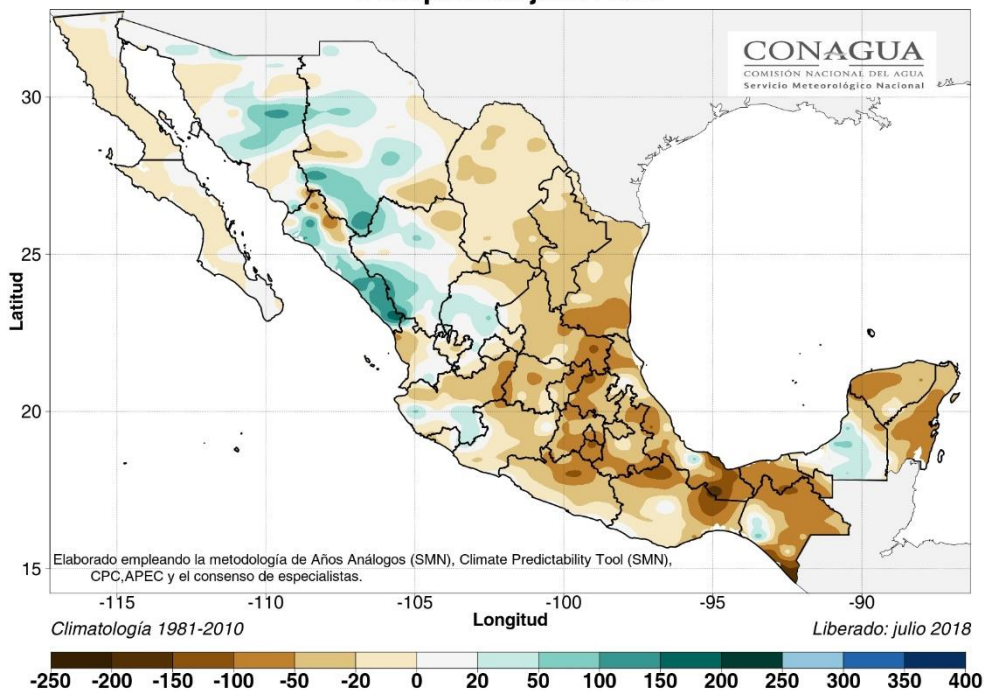 CONAGUA
COMISIÓN NACIONAL DEL AGUA
Servicio Meteorológico Nacional
30
25
20
15
Latitud
Elaborado empleando la metodología de Años Análogos (SMN), Climate Predictability Tool (SMN),
CPC,APEC y el consenso de especialistas.
-115 -110 -105 -100 -95 -90
Longitud
Climatología 1981-2010
Liberado: julio 2018
-250 -200 -150 -100 -50 -20 0 20 50 100 150 200 250 300 350 400